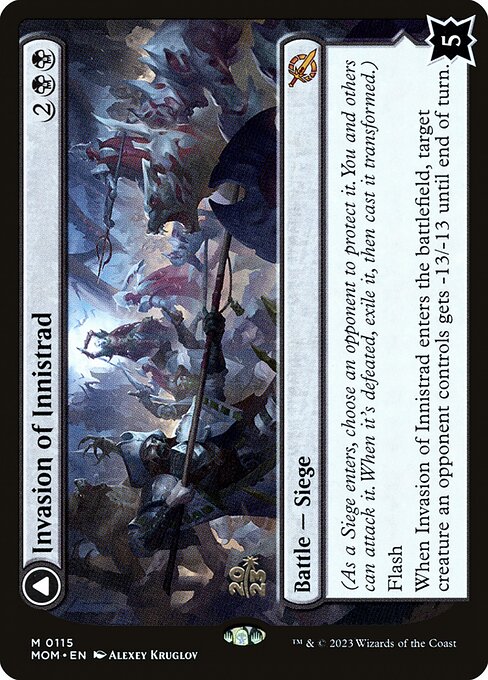 Invasion of Innistrad
2
20
23
Battle — Siege
(As a Siege enters, choose an opponent to protect it. You and others
can attack it. When it's defeated, exile it, then cast it transformed.)
Flash
When Invasion of Innistrad enters the battlefield, target
creature an opponent controls gets -13/-13 until end of turn.
5
M 0115
MOM • EN ALEXEY KRUGLOV
™ & © 2023 Wizards of the Coast